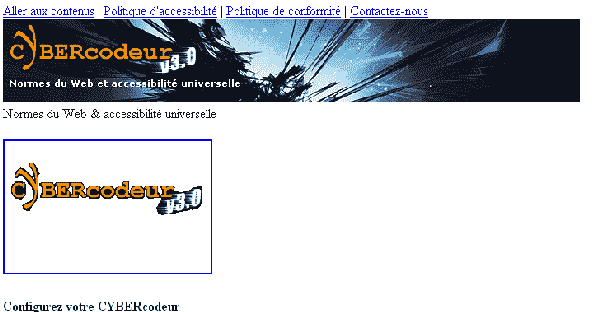 Aller aux contenus | Politique d'accessibilité | Politique de conformité | Contactez-nous
CYBERcodeur v3.0
Normes du Web et accessibilité universelle
Normes du Web & accessibilité universelle
CYBERcodeur v3.0
Configurez votre CYBERcodeur